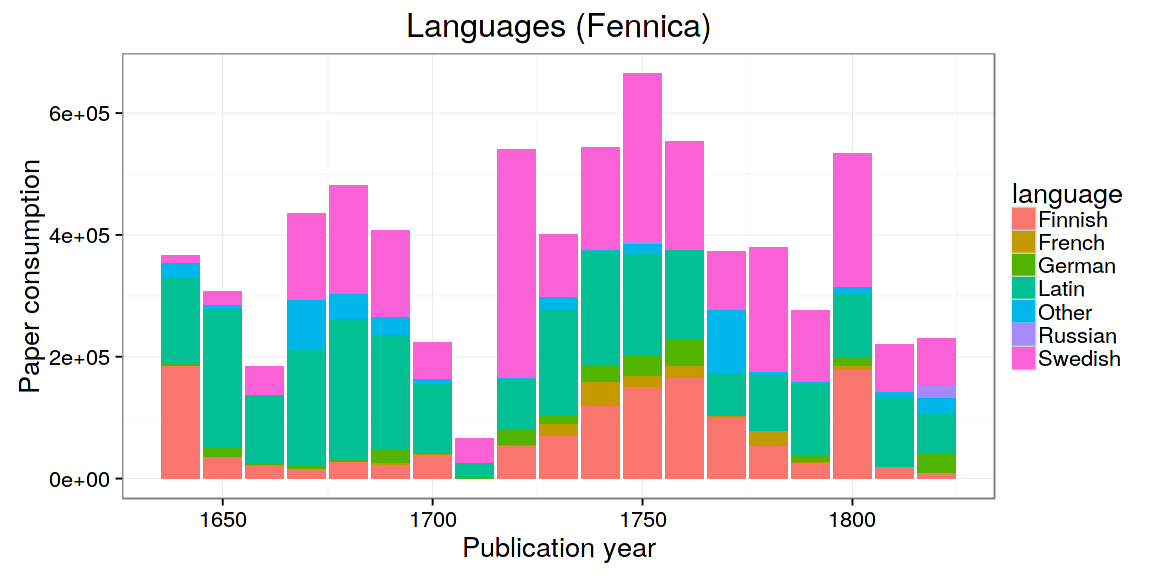 Languages (Fennica)
Paper consumption
6e+05
4e+05
2e+05
0e+00
1650
1700
1750
1800
Publication year
language
Finnish
French
German
Latin
Other
Russian
Swedish